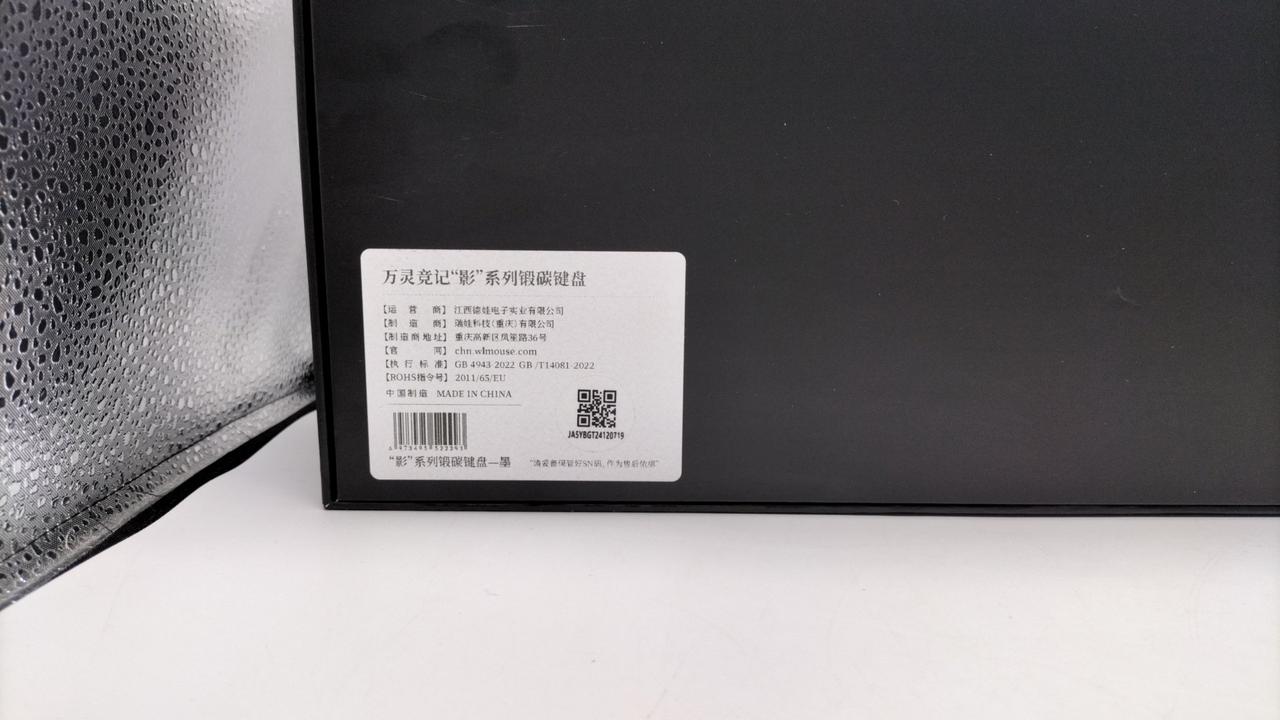 万灵竞记“影”系列锻碳键盘
【运营商】 江西德娃电子实业有限公司
【制造商】 瑞娃科技(重庆)有限公司
【制造商地址】 重庆高新区凤笙路36号
【官网】 chn.wlmouse.com
【执行标准】 GB 4943-2022 GB /T14081-2022
【ROHS指令号】 2011/65/EU
中国制造 MADE IN CHINA
JASYBGT24120719
“影”系列锻碳键盘—墨
“请妥善保管好SN码, 作为售后依据”